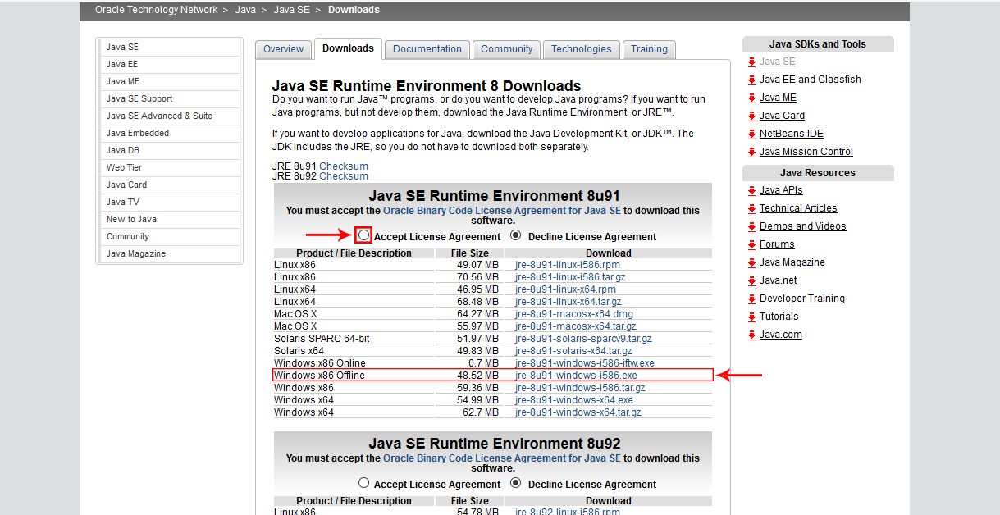 Oracle Technology Network > Java > Java SE > Downloads
Java SE
Java EE
Java ME
Java SE Support
Java SE Advanced & Suite
Java Embedded
Java DB
Web Tier
Java Card
Java TV
New to Java
Community
Java Magazine
Overview Downloads Documentation Community Technologies Training
Java SE Runtime Environment 8 Downloads
Do you want to run Java™ programs, or do you want to develop Java programs? If you want to run
Java programs, but not develop them, download the Java Runtime Environment, or JRE™.
If you want to develop applications for Java, download the Java Development Kit, or JDK™. The
JDK includes the JRE, so you do not have to download both separately.
JRE 8u91 Checksum
JRE 8u92 Checksum
Java SE Runtime Environment 8u91
You must accept the Oracle Binary Code License Agreement for Java SE to download this
software.
Accept License Agreement Decline License Agreement
Product / File Description File Size Download
Linux x86 49.07 MB jre-8u91-linux-i586.rpm
Linux x86 70.56 MB jre-8u91-linux-i586.tar.gz
Linux x64 46.95 MB jre-8u91-linux-x64.rpm
Linux x64 68.48 MB jre-8u91-linux-x64.tar.gz
Mac OS X 64.27 MB jre-8u91-macosx-x64.dmg
Mac OS X 55.97 MB jre-8u91-macosx-x64.tar.gz
Solaris SPARC 64-bit 51.97 MB jre-8u91-solaris-sparcv9.tar.gz
Solaris x64 49.83 MB jre-8u91-solaris-x64.tar.gz
Windows x86 Online 0.7 MB jre-8u91-windows-i586-iftw.exe
Windows x86 Offline 48.52 MB jre-8u91-windows-i586.exe
Windows x86 59.36 MB jre-8u91-windows-i586.tar.gz
Windows x64 54.99 MB jre-8u91-windows-x64.exe
Windows x64 62.7 MB jre-8u91-windows-x64.tar.gz
Java SE Runtime Environment 8u92
You must accept the Oracle Binary Code License Agreement for Java SE to download this
software.
Accept License Agreement Decline License Agreement
Product / File Description File Size Download
Linux x86 54.78 MB jre-8u92-linux-i586.rpm
Java SDKs and Tools
Java SE
Java EE and Glassfish
Java ME
Java Card
NetBeans IDE
Java Mission Control
Java Resources
Java APIs
Technical Articles
Demos and Videos
Forums
Java Magazine
Java.net
Developer Training
Tutorials
Java.com